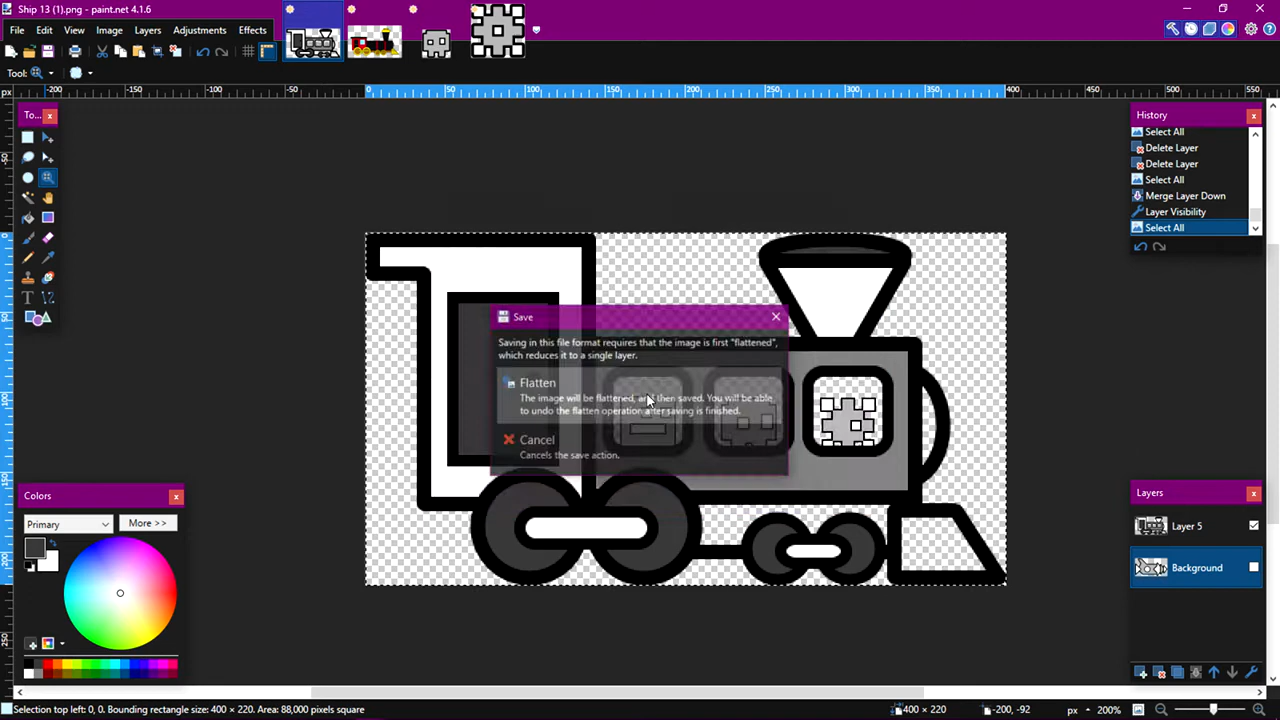 Ship 13 (1).png - paint.net 4.1.6
File Edit View Image Layers Adjustments Effects
Tool:
px -200 -150 -100 -50 0 50 100 150 200 250 300 350 400 450 500 550
To...
History
Select All
Delete Layer
Delete Layer
Select All
Merge Layer Down
Layer Visibility
Select All
Save
Saving in this file format requires that the image is first "flattened",
which reduces it to a single layer.
Flatten
The image will be flattened, and then saved. You will be able
to undo the flatten operation after saving is finished.
Cancel
Cancels the save action.
Colors
Primary More >>
Layers
Layer 5
Background
Selection top left: 0, 0. Bounding rectangle size: 400 × 220. Area: 88,000 pixels square 400 × 220 -200, -92 px 200%